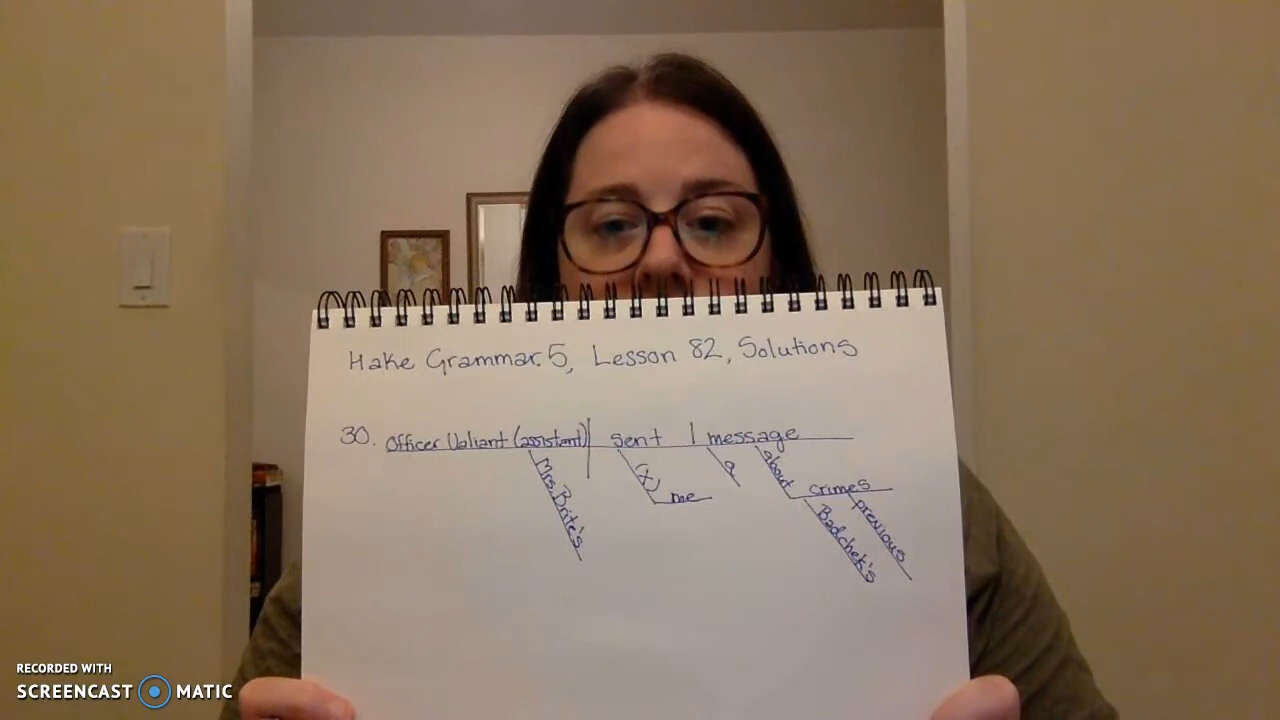 Hake Grammar 5, Lesson 82, Solutions
30. Officer Valiant (assistant) sent message
Mrs. Brite's
(x) me
a
about crimes
Badchek's
previous
RECORDED WITH
SCREENCAST MATIC